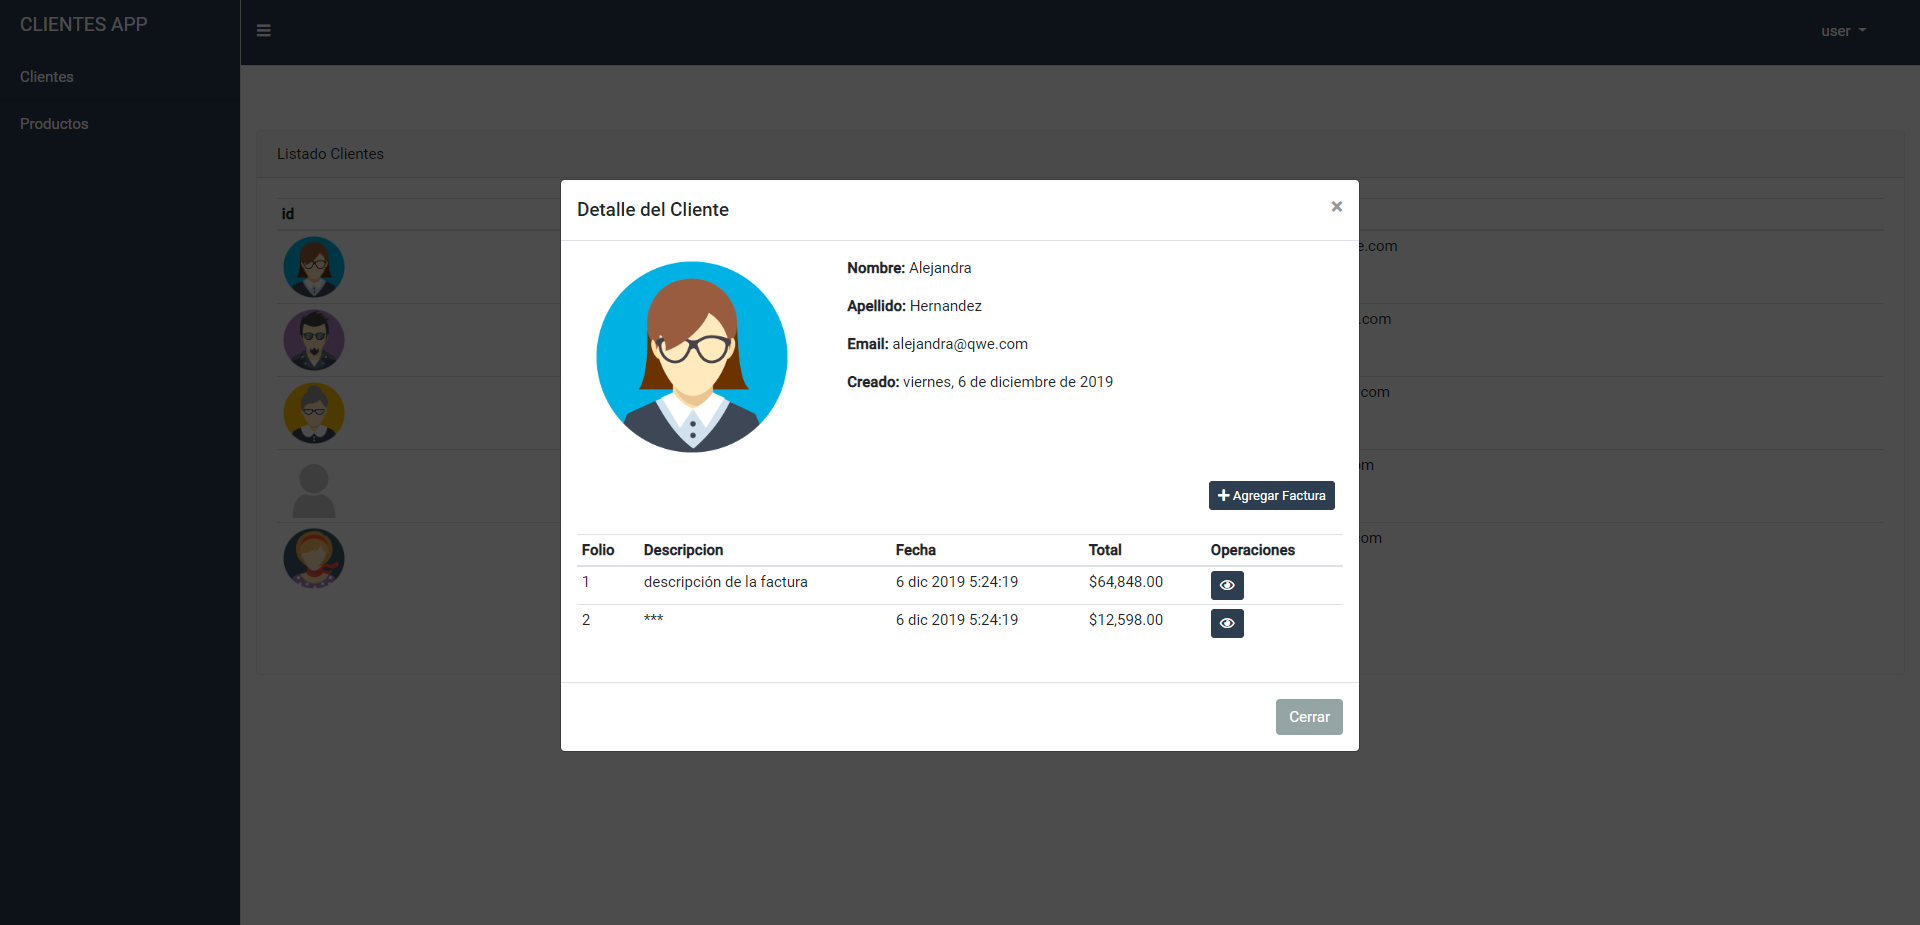 CLIENTES APP
user
Clientes
Productos
Listado Clientes
id
Detalle del Cliente
×
Nombre: Alejandra
Apellido: Hernandez
Email: alejandra@qwe.com
Creado: viernes, 6 de diciembre de 2019
e.com
.com
com
om
com
Agregar Factura
Folio Descripcion Fecha Total Operaciones
1 descripción de la factura 6 dic 2019 5:24:19 $64,848.00
2 *** 6 dic 2019 5:24:19 $12,598.00
Cerrar